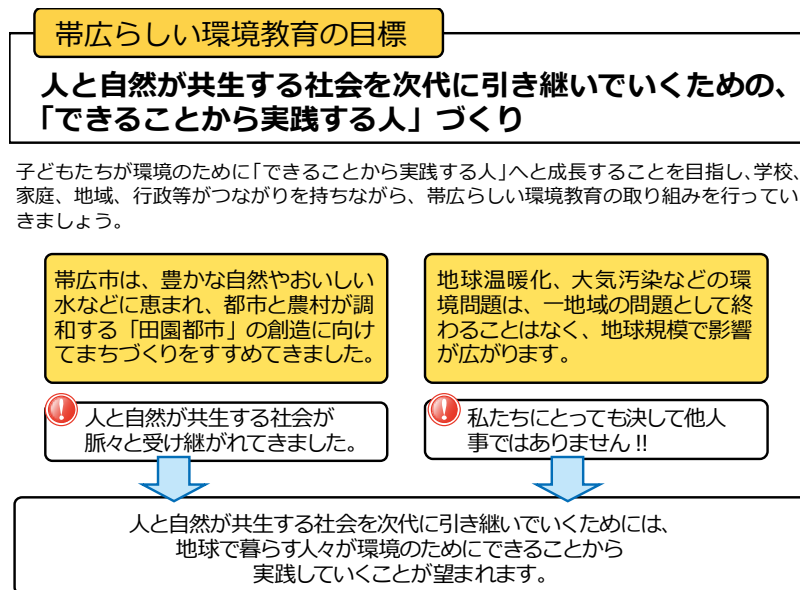 帯広らしい環境教育の目標
人と自然が共生する社会を次代に引き継いでいくための、
「できることから実践する人」づくり
子どもたちが環境のために「できることから実践する人」へと成長することを目指し、学校、
家庭、地域、行政等がつながりを持ちながら、帯広らしい環境教育の取り組みを行ってい
きましょう。
帯広市は、豊かな自然やおいしい
水などに恵まれ、都市と農村が調
和する「田園都市」の創造に向け
てまちづくりをすすめてきました。
地球温暖化、大気汚染などの環
境問題は、一地域の問題として終
わることはなく、地球規模で影響
が広がります。
人と自然が共生する社会が
脈々と受け継がれてきました。
私たちにとっても決して他人
事ではありません!!
人と自然が共生する社会を次代に引き継いでいくためには、
地球で暮らす人々が環境のためにできることから
実践していくことが望まれます。